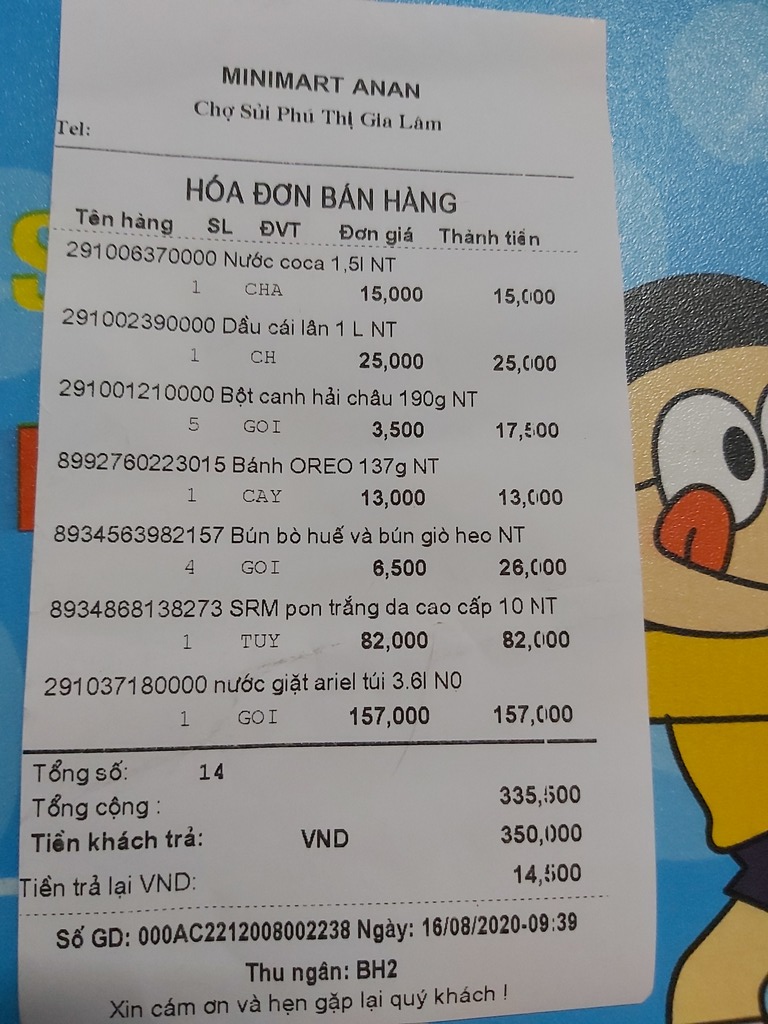 MINIMART ANAN
Chợ Sủi Phú Thị Gia Lâm
Tel:
HÓA ĐƠN BÁN HÀNG
Tên hàng SL ĐVT Đơn giá Thành tiền
291006370000 Nước coca 1,5l NT
1 CHA 15,000 15,000
291002390000 Dầu cái lân 1 L NT
1 CH 25,000 25,000
291001210000 Bột canh hải châu 190g NT
5 GOI 3,500 17,500
8992760223015 Bánh OREO 137g NT
1 CAY 13,000 13,000
8934563982157 Bún bò huế và bún giò heo NT
4 GOI 6,500 26,000
8934868138273 SRM pon trắng da cao cấp 10 NT
1 TUY 82,000 82,000
291037180000 nước giặt ariel túi 3.6l N0
1 GOI 157,000 157,000
Tổng số: 14
Tổng cộng : 335,500
Tiền khách trả: VND 350,000
Tiền trả lại VND: 14,500
Số GD: 000AC2212008002238 Ngày: 16/08/2020-09:39
Thu ngân: BH2
Xin cám ơn và hẹn gặp lại quý khách !